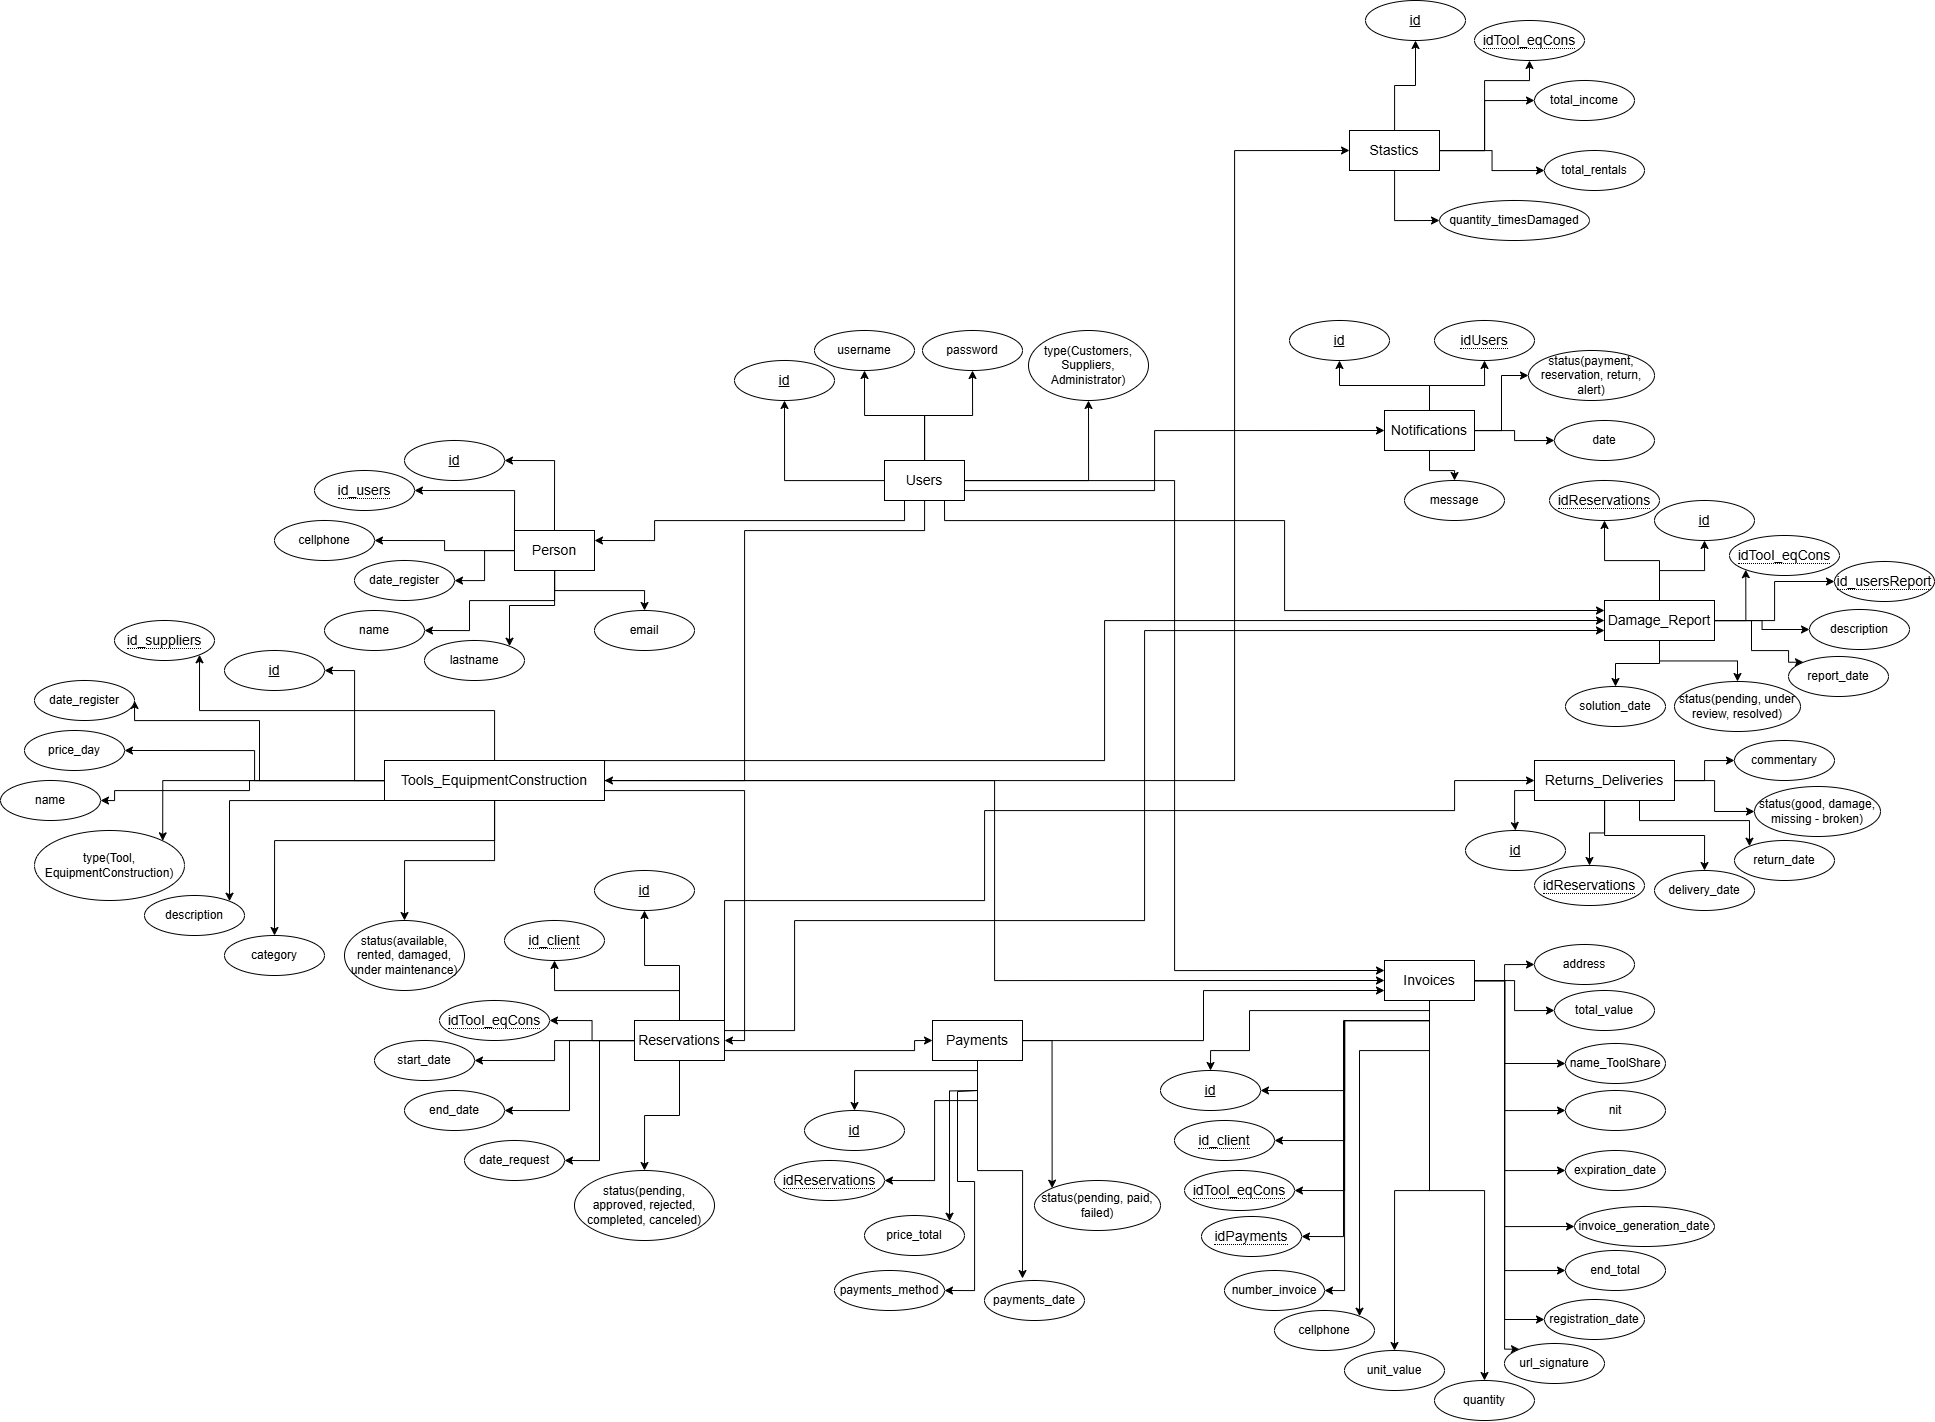 id
idTool_eqCons
total_income
Stastics
total_rentals
quantity_timesDamaged
username
password
type(Customers,
Suppliers,
Administrator)
id
Users
id
idUsers
status(payment,
reservation, return,
alert)
Notifications
date
message
id
id_users
cellphone
Person
date_register
name
lastname
email
idReservations
id
idTool_eqCons
id_usersReport
Damage_Report
description
report_date
solution_date
status(pending, under
review, resolved)
id_suppliers
id
date_register
price_day
Tools_EquipmentConstruction
name
type(Tool,
EquipmentConstruction)
description
category
status(available,
rented, damaged,
under maintenance)
commentary
Returns_Deliveries
status(good, damage,
missing - broken)
id
return_date
idReservations
delivery_date
id
id_client
idTool_eqCons
Reservations
start_date
end_date
date_request
status(pending,
approved, rejected,
completed, canceled)
Payments
id
idReservations
status(pending, paid,
failed)
price_total
payments_method
payments_date
Invoices
address
total_value
name_ToolShare
id
nit
id_client
expiration_date
idTool_eqCons
invoice_generation_date
idPayments
end_total
number_invoice
registration_date
cellphone
url_signature
unit_value
quantity